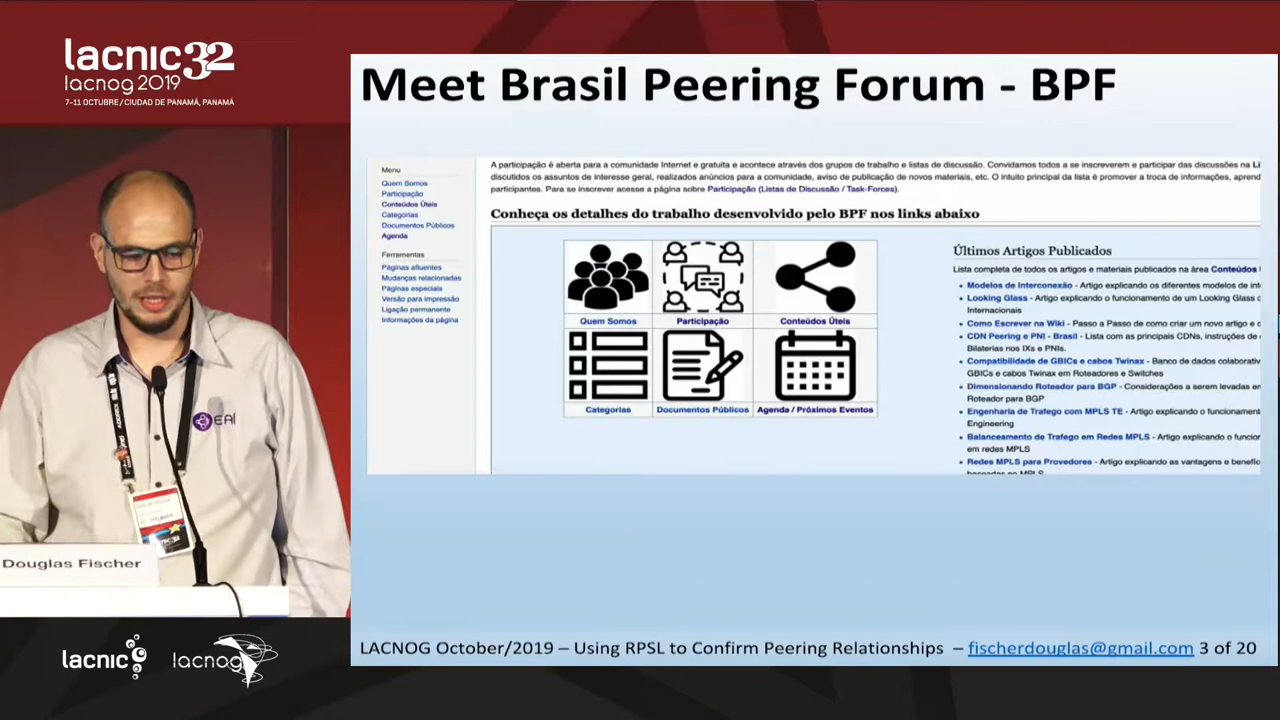 lacnic32
lacnog 2019
7-11 OCTUBRE / CIUDAD DE PANAMÁ, PANAMÁ
Meet Brasil Peering Forum - BPF
Menu
Quem Somos
Participação
Conteúdos Úteis
Categorias
Documentos Públicos
Agenda
Ferramentas
Páginas afluentes
Mudanças relacionadas
Páginas especiais
Versão para impressão
Ligação permanente
Informações da página
A participação é aberta para a comunidade Internet e gratuita e acontece através dos grupos de trabalho e listas de discussão. Convidamos todos a se inscreverem e participar das discussões na Li
discutidos os assuntos de interesse geral, realizados anúncios para a comunidade, aviso de publicação de novos materiais, etc. O intuito principal da lista é promover a troca de informações, apren
participantes. Para se inscrever acesse a página sobre Participação (Listas de Discussão / Task-Forces).
Conheça os detalhes do trabalho desenvolvido pelo BPF nos links abaixo
Quem Somos
Participação
Conteúdos Úteis
Categorias
Documentos Públicos
Agenda / Próximos Eventos
Últimos Artigos Publicados
Lista completa de todos os artigos e materiais publicados na área Conteúdos
Modelos de Interconexão - Artigo explicando os diferentes modelos de int
Looking Glass - Artigo explicando o funcionamento de um Looking Glass
Internacionais
Como Escrever na Wiki - Passo a Passo de como criar um novo artigo e
CDN Peering e PNI - Brasil - Lista com as principais CDNs, instruções de
Bilaterias nos IXs e PNIs.
Compatibilidade de GBICs e cabos Twinax - Banco de dados colaborativ
GBICs e cabos Twinax em Roteadores e Switches
Dimensionando Roteador para BGP - Considerações a serem levadas e
Roteador para BGP
Engenharia de Trafego com MPLS TE - Artigo explicando o funcionamen
Engineering
Balanceamento de Trafego em Redes MPLS - Artigo explicando o funcior
em redes MPLS
Redes MPLS para Provedores - Artigo explicando as vantagens e benefic
baseadas no MPLS
EAÍ
Douglas Fischer
lacnic
lacnog
LACNOG October/2019 – Using RPSL to Confirm Peering Relationships – fischerdouglas@gmail.com 3 of 20